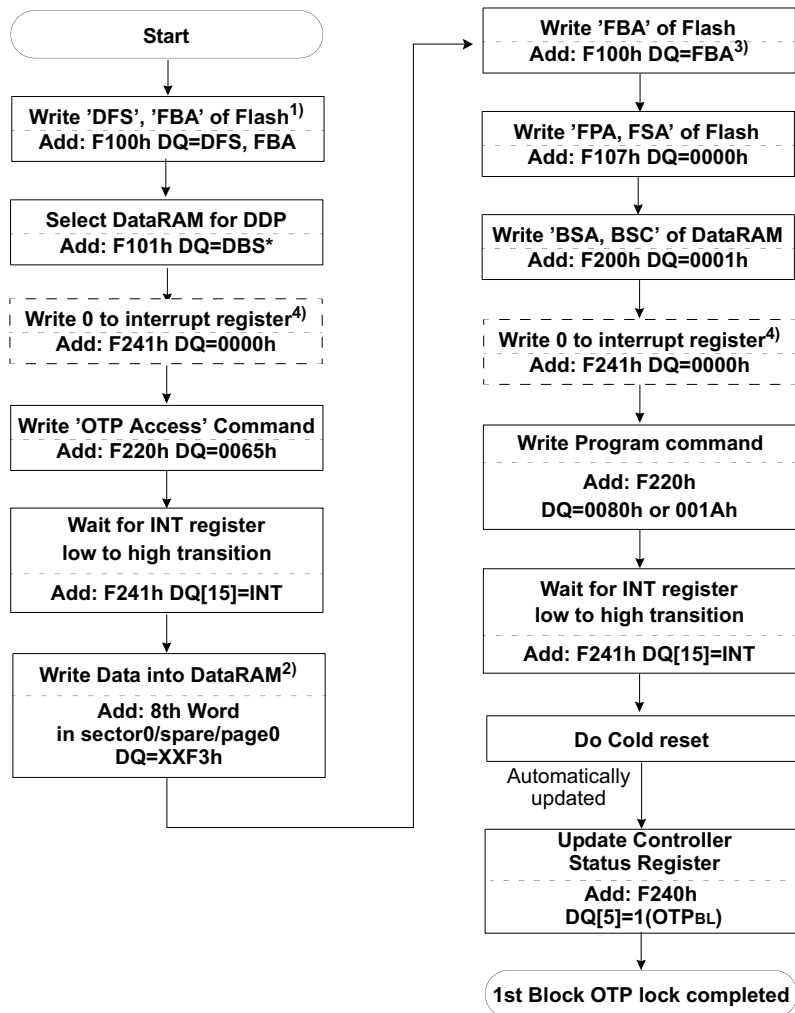 Start
Write 'DFS', 'FBA' of Flash1)
Add: F100h DQ=DFS, FBA
Select DataRAM for DDP
Add: F101h DQ=DBS*
Write 0 to interrupt register4)
Add: F241h DQ=0000h
Write 'OTP Access' Command
Add: F220h DQ=0065h
Wait for INT register
low to high transition
Add: F241h DQ[15]=INT
Write Data into DataRAM2)
Add: 8th Word
in sector0/spare/page0
DQ=XXF3h
Write 'FBA' of Flash
Add: F100h DQ=FBA3)
Write 'FPA, FSA' of Flash
Add: F107h DQ=0000h
Write 'BSA, BSC' of DataRAM
Add: F200h DQ=0001h
Write 0 to interrupt register4)
Add: F241h DQ=0000h
Write Program command
Add: F220h
DQ=0080h or 001Ah
Wait for INT register
low to high transition
Add: F241h DQ[15]=INT
Do Cold reset
Automatically
updated
Update Controller
Status Register
Add: F240h
DQ[5]=1(OTPBL)
1st Block OTP lock completed